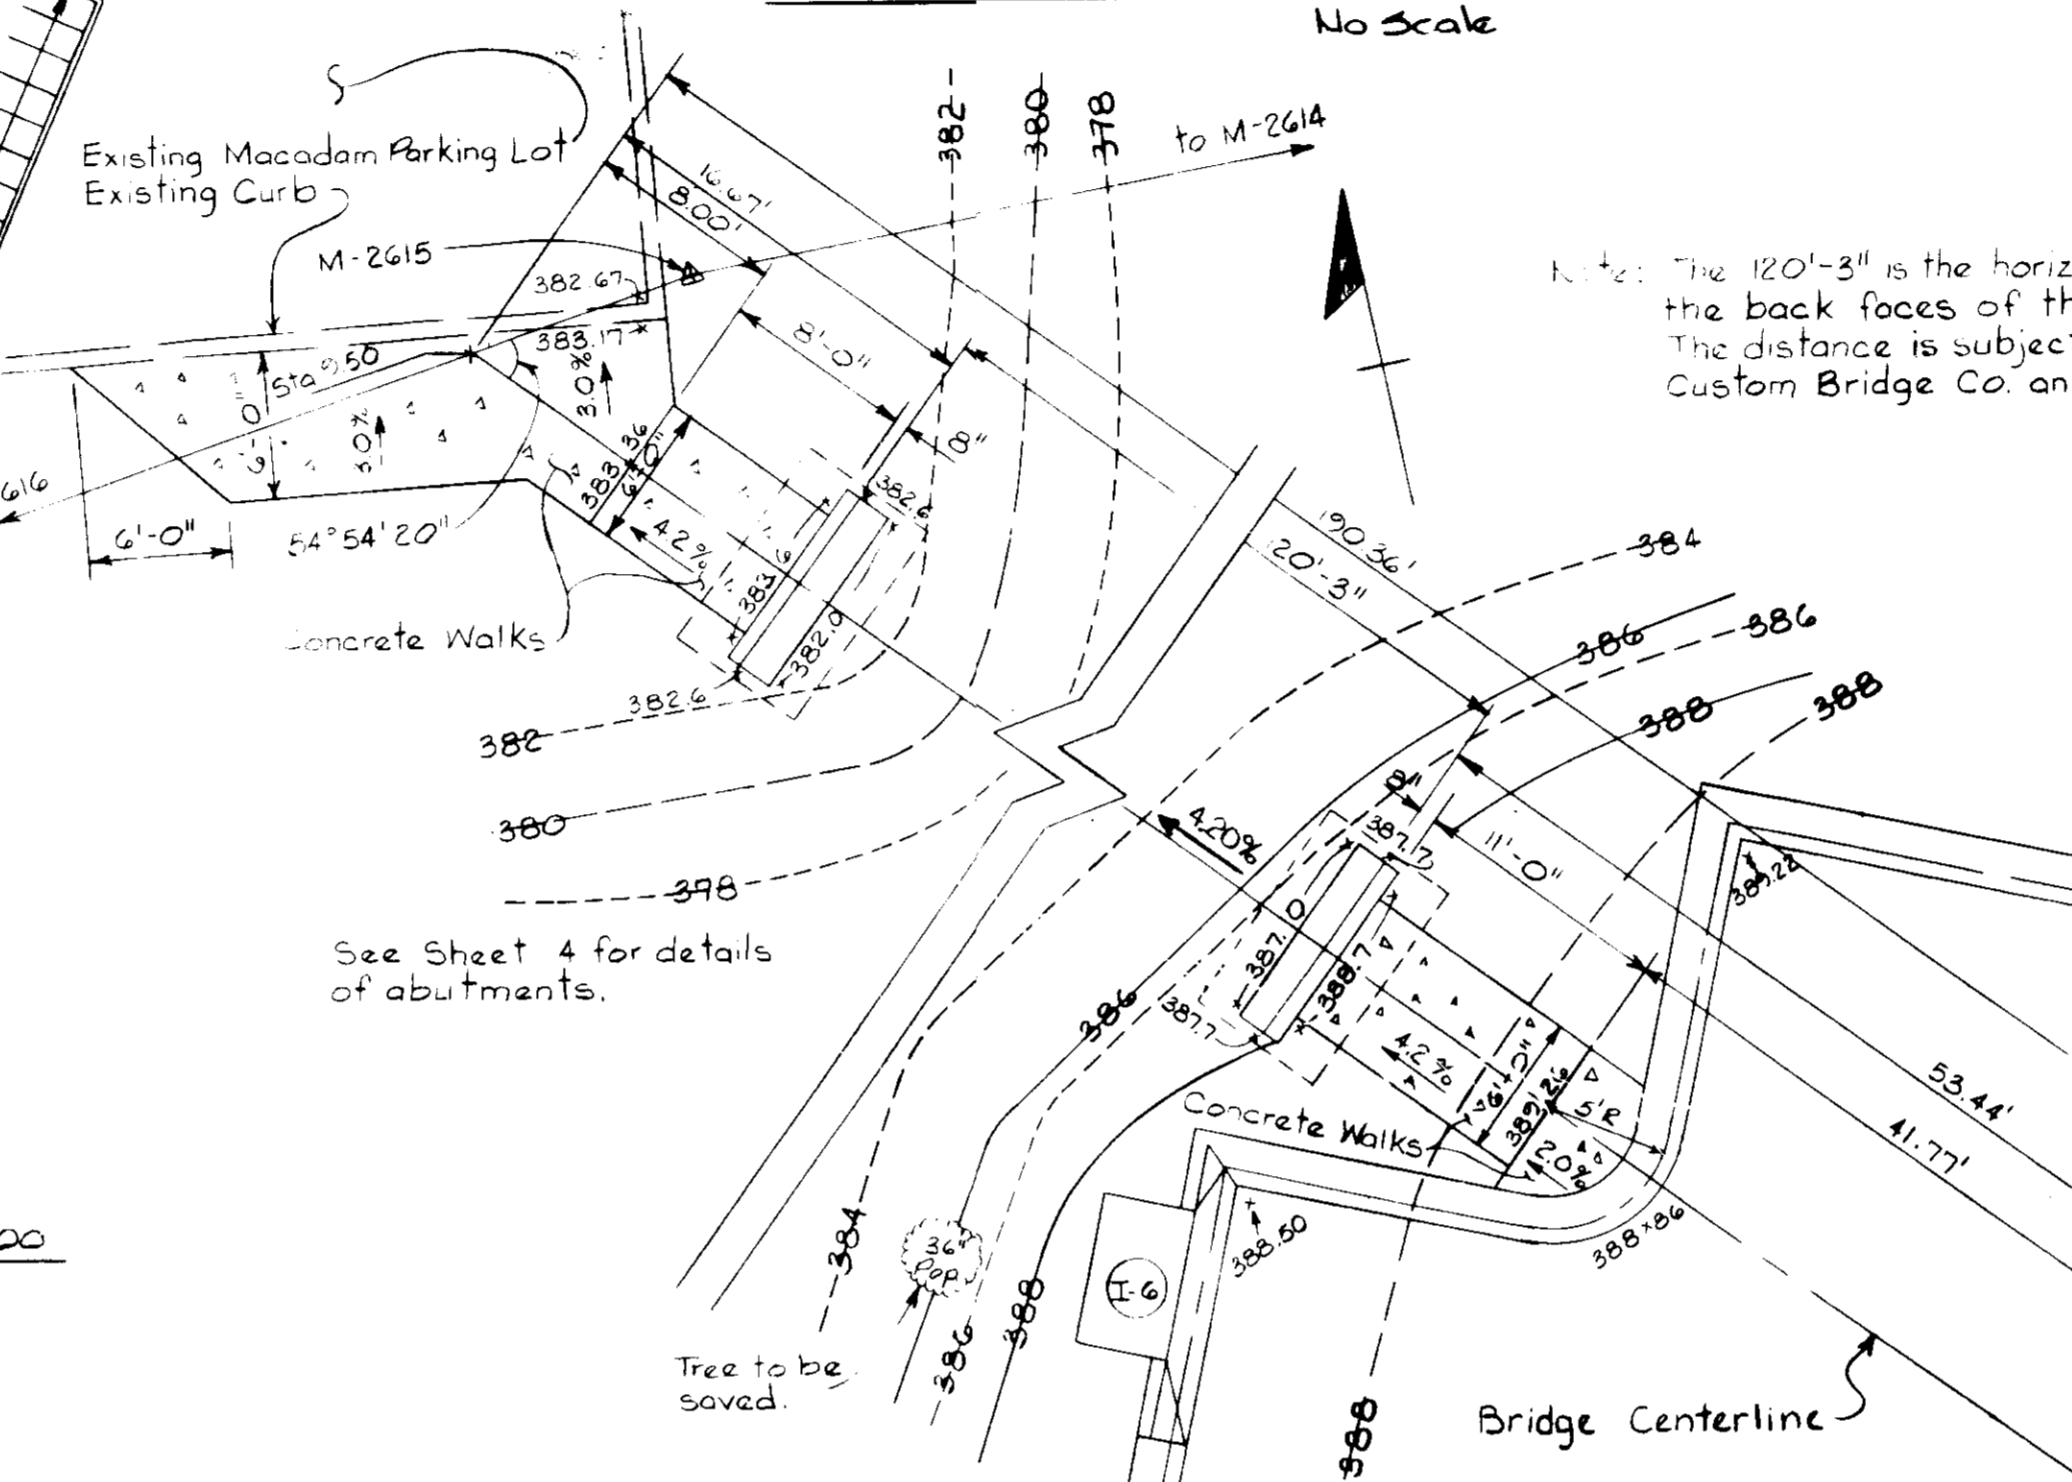 No Scale
382
380
378
to M-2614
Existing Macadam Parking Lot
Existing Curb
16.67'
8.00'
M-2615
382.67
The 120'-3" is the horiz
the back faces of th
The distance is subjec
Custom Bridge Co. an
383.17
8'-0"
Sta 9.50
6'-0"
3.0%
3.0%
8"
383.36
6'-0"
382.6
616
6'-0"
54°54'20"
4.2%
383.6
190.36'
120'-3"
384
Concrete Walks
382.0
386
386
382.6
388
388
382
8"
4.20%
387.7
11'-0"
380
389.22
378
387.0
388.7
See Sheet 4 for details
of abutments.
386
387.7
4.2%
6'-0"
53.44'
389.26
5'R
41.77'
Concrete Walks
2.0%
384
36"
Pop.
388.50
388.86
I-6
388
386
Tree to be
saved.
388
Bridge Centerline